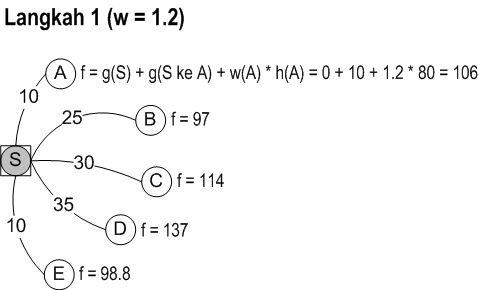 Langkah 1 (w = 1.2)
A f = g(S) + g(S ke A) + w(A) * h(A) = 0 + 10 + 1.2 * 80 = 106
10
25 B f = 97
S 30
C f = 114
35
D f = 137
10
E f = 98.8